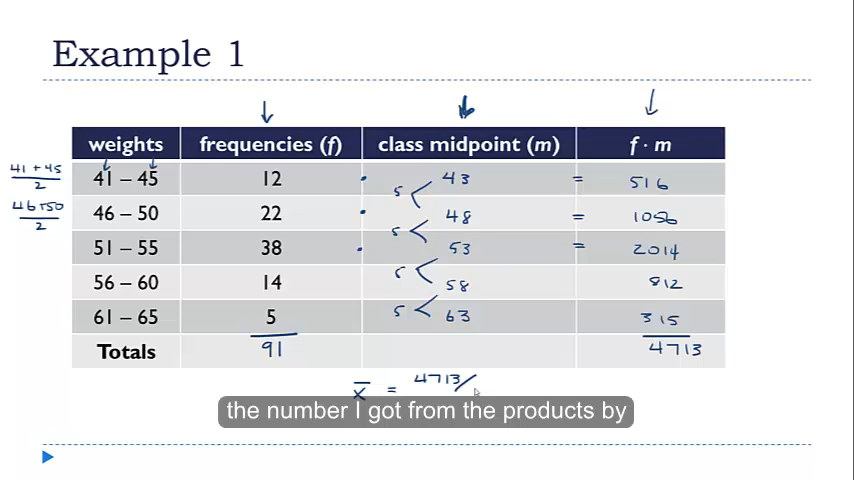 Example 1
weights frequencies (f) class midpoint (m) f · m
41 + 45 / 2 41 – 45 12 · 43 = 516
46+50 / 2 46 – 50 22 · 48 = 1056
51 – 55 38 · 53 = 2014
56 – 60 14 58 812
61 – 65 5 63 315
5
5
5
5
Totals 91 4713
x̄ = 4713/
the number I got from the products by